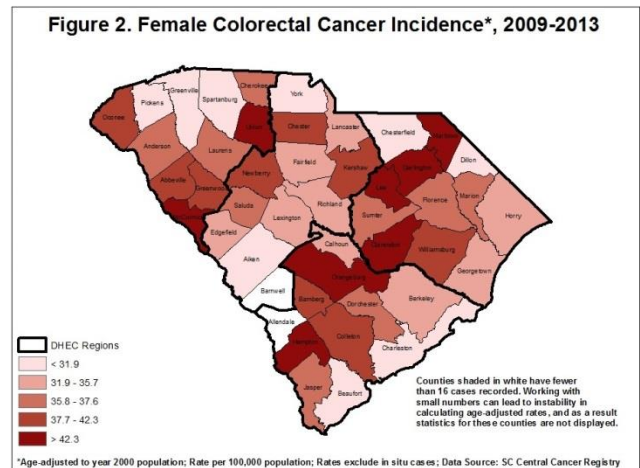 Figure 2. Female Colorectal Cancer Incidence*, 2009-2013
Cherokee
York
Greenville
Pickens
Spartanburg
Oconee
Union
Chester
Lancaster
Chesterfield
Marlboro
Anderson
Laurens
Dillon
Fairfield
Kershaw
Darlington
Newberry
Abbeville
Greenwood
Lee
Marion
Florence
Saluda
Richland
Horry
Lexington
Sumter
Edgefield
Calhoun
Clarendon
Williamsburg
Aiken
Orangeburg
Georgetown
Barnwell
Bamberg
Dorchester
Berkeley
Allendale
Colleton
Hampton
Charleston
Jasper
Beaufort
DHEC Regions
< 31.9
31.9 - 35.7
35.8 - 37.6
37.7 - 42.3
> 42.3
Counties shaded in white have fewer
than 16 cases recorded. Working with
small numbers can lead to instability in
calculating age-adjusted rates, and as a result
statistics for these counties are not displayed.
*Age-adjusted to year 2000 population; Rate per 100,000 population; Rates exclude in situ cases; Data Source: SC Central Cancer Registry